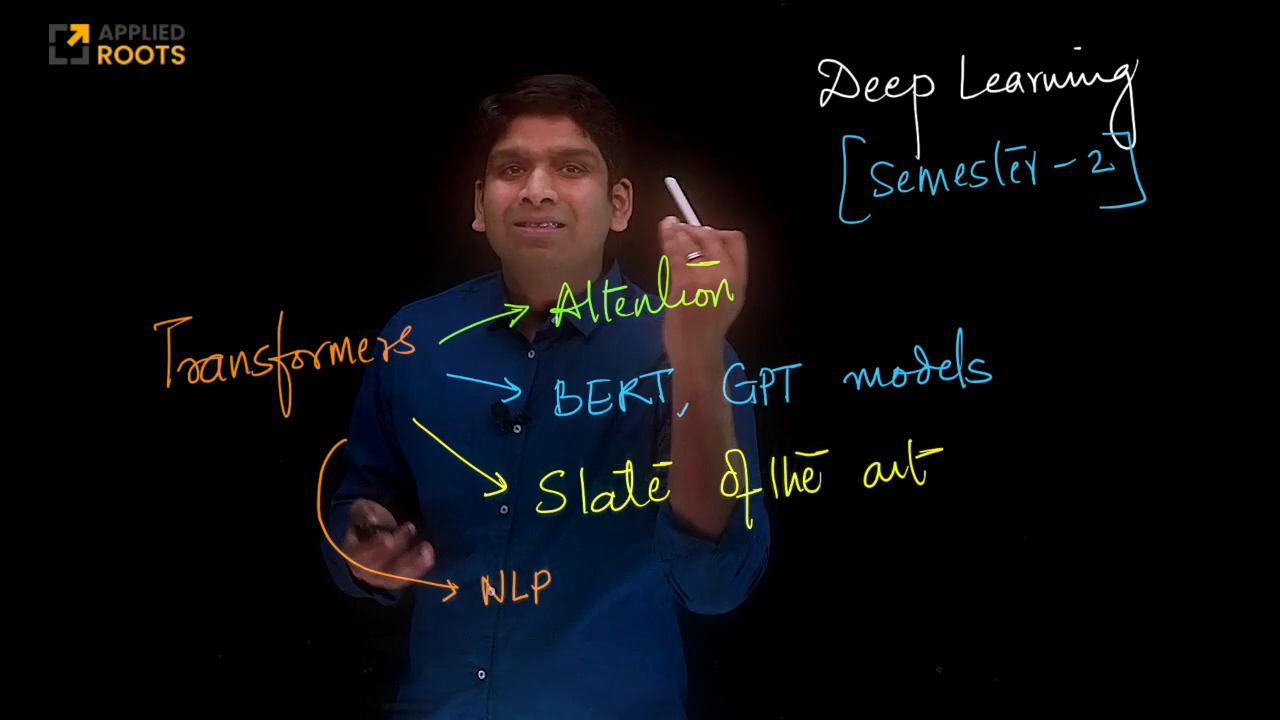 APPLIED
ROOTS
Deep Learning
[Semester-2]
Transformers
Attention
BERT, GPT models
State of the art
NLP